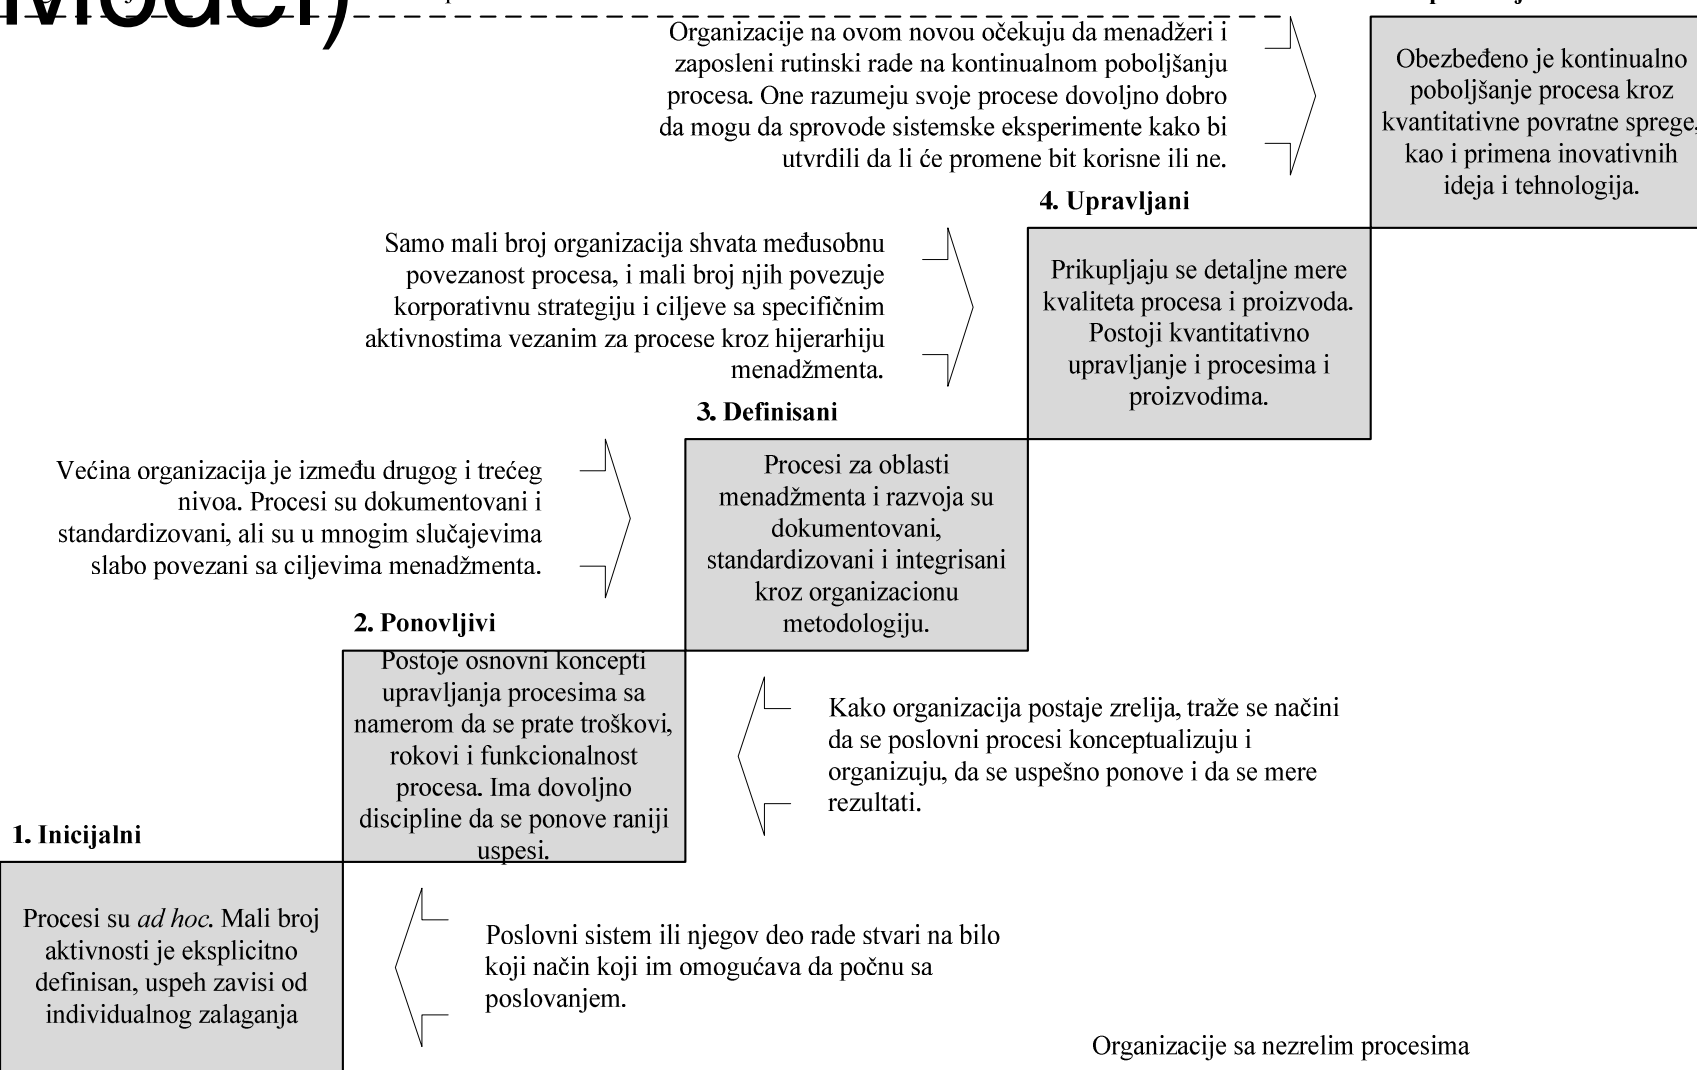 Model)
Organizacije na ovom novou očekuju da menadžeri i
zaposleni rutinski rade na kontinualnom poboljšanju
procesa. One razumeju svoje procese dovoljno dobro
da mogu da sprovode sistemske eksperimente kako bi
utvrdili da li će promene bit korisne ili ne.
Obezbeđeno je kontinualno
poboljšanje procesa kroz
kvantitativne povratne sprege,
kao i primena inovativnih
ideja i tehnologija.
4. Upravljani
Samo mali broj organizacija shvata međusobnu
povezanost procesa, i mali broj njih povezuje
korporativnu strategiju i ciljeve sa specifičnim
aktivnostima vezanim za procese kroz hijerarhiju
menadžmenta.
Prikupljaju se detaljne mere
kvaliteta procesa i proizvoda.
Postoji kvantitativno
upravljanje i procesima i
proizvodima.
3. Definisani
Većina organizacija je između drugog i trećeg
nivoa. Procesi su dokumentovani i
standardizovani, ali su u mnogim slučajevima
slabo povezani sa ciljevima menadžmenta.
Procesi za oblasti
menadžmenta i razvoja su
dokumentovani,
standardizovani i integrisani
kroz organizacionu
metodologiju.
2. Ponovljivi
Postoje osnovni koncepti
upravljanja procesima sa
namerom da se prate troškovi,
rokovi i funkcionalnost
procesa. Ima dovoljno
discipline da se ponove raniji
uspesi.
Kako organizacija postaje zrelija, traže se načini
da se poslovni procesi konceptualizuju i
organizuju, da se uspešno ponove i da se mere
rezultati.
1. Inicijalni
Procesi su ad hoc. Mali broj
aktivnosti je eksplicitno
definisan, uspeh zavisi od
individualnog zalaganja
Poslovni sistem ili njegov deo rade stvari na bilo
koji način koji im omogućava da počnu sa
poslovanjem.
Organizacije sa nezrelim procesima